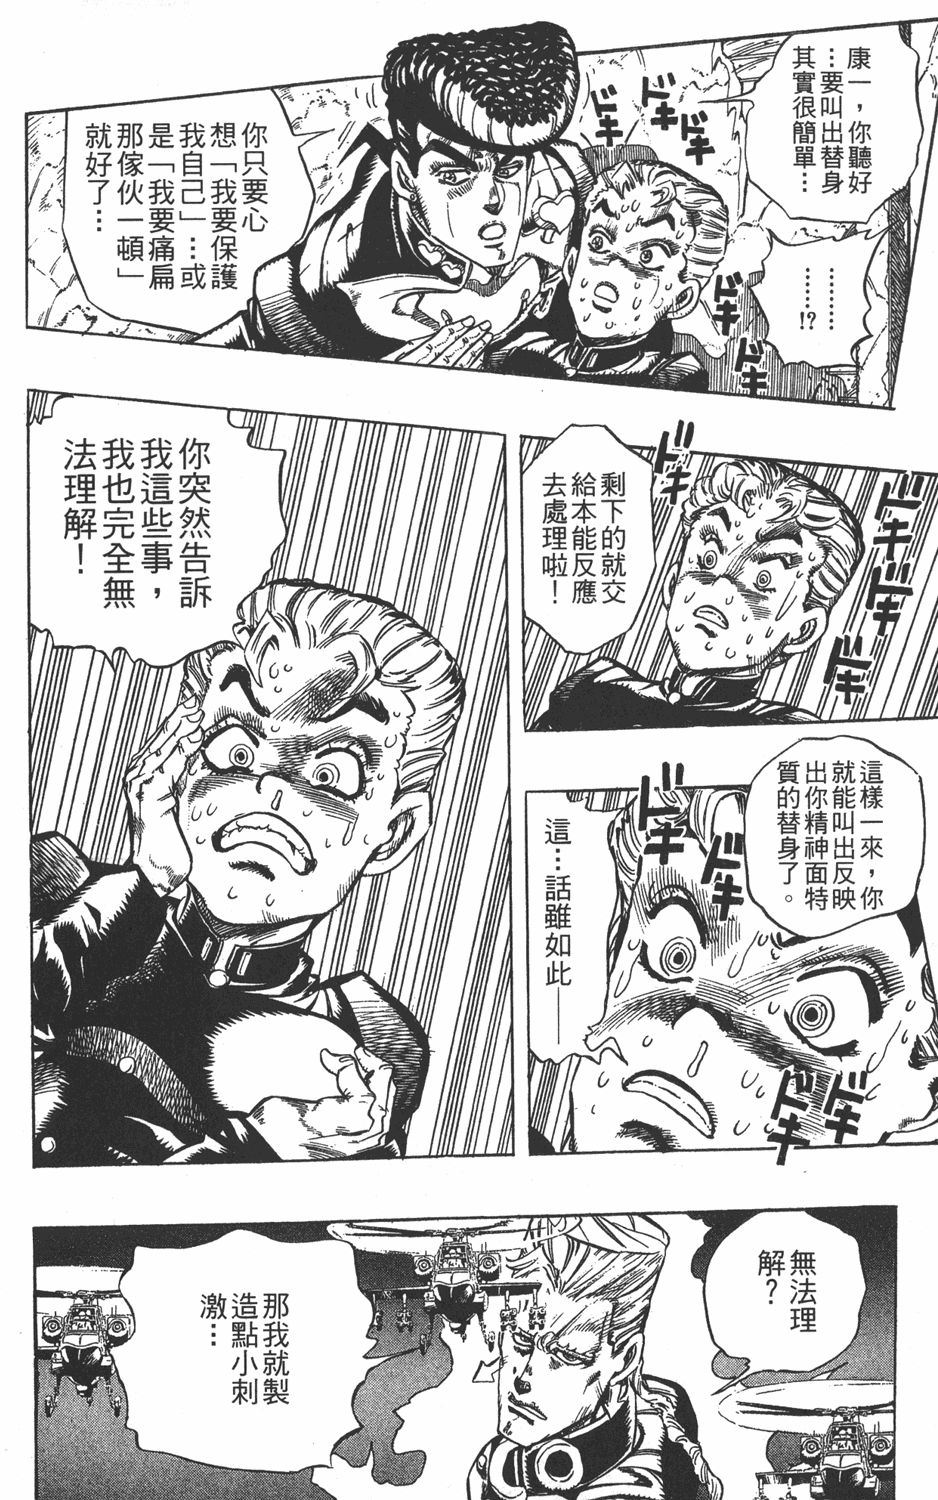 康一，你聽好
…要叫出替身
其實很簡單…
………
………!?
你只要心
想「我要保護
我自己」…或
是「我要痛扁
那傢伙一頓」
就好了…
ドキ
ドキ
ドキ
ドキ
ドキ
剩下的就交
給本能反應
去處理啦！
ドキ
ドキ
ドキ
ドキ
ドキ
這樣一來，你
就能叫出反映
出你精神面特
質的替身了。
這…話雖如此——
ドキ
ドキ
ドキ
ドキ
你突然告訴
我這些事，
我也完全無
法理解！
無法理
解？
那我就製
造點小刺
激…